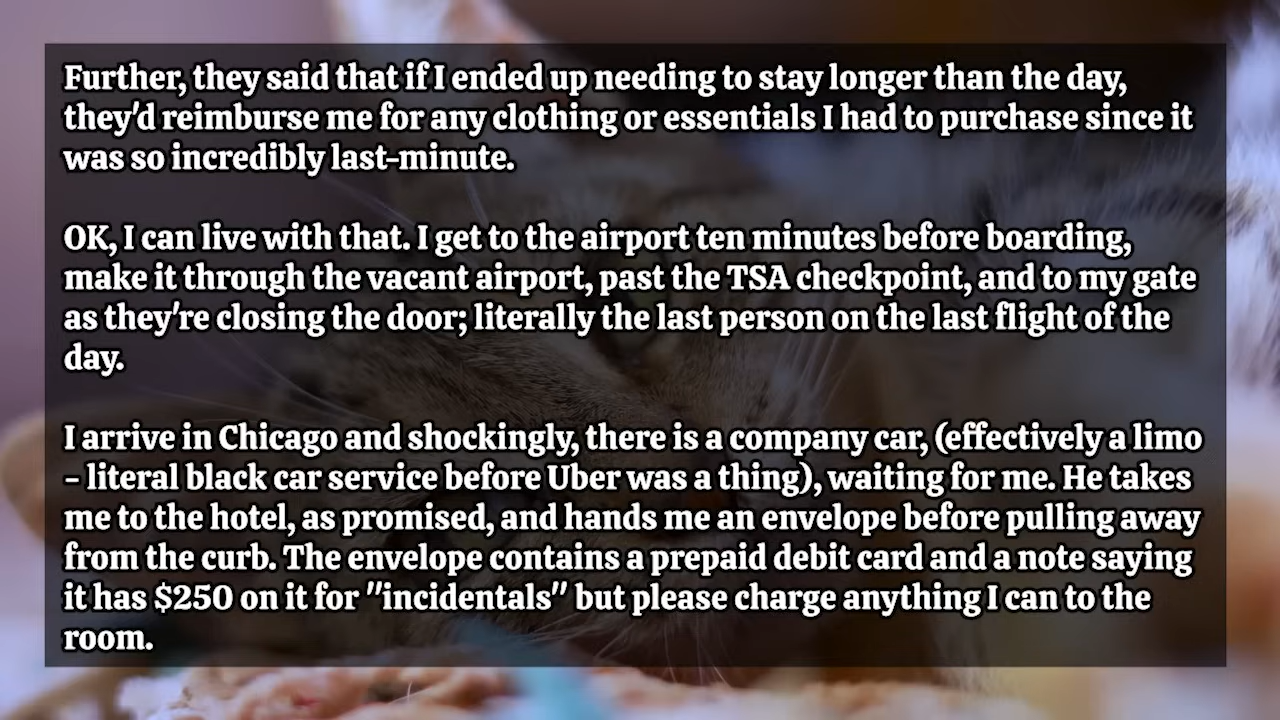 Further, they said that if I ended up needing to stay longer than the day,
they'd reimburse me for any clothing or essentials I had to purchase since it
was so incredibly last-minute.
OK, I can live with that. I get to the airport ten minutes before boarding,
make it through the vacant airport, past the TSA checkpoint, and to my gate
as they're closing the door; literally the last person on the last flight of the
day.
I arrive in Chicago and shockingly, there is a company car, (effectively a limo
- literal black car service before Uber was a thing), waiting for me. He takes
me to the hotel, as promised, and hands me an envelope before pulling away
from the curb. The envelope contains a prepaid debit card and a note saying
it has $250 on it for "incidentals" but please charge anything I can to the
room.